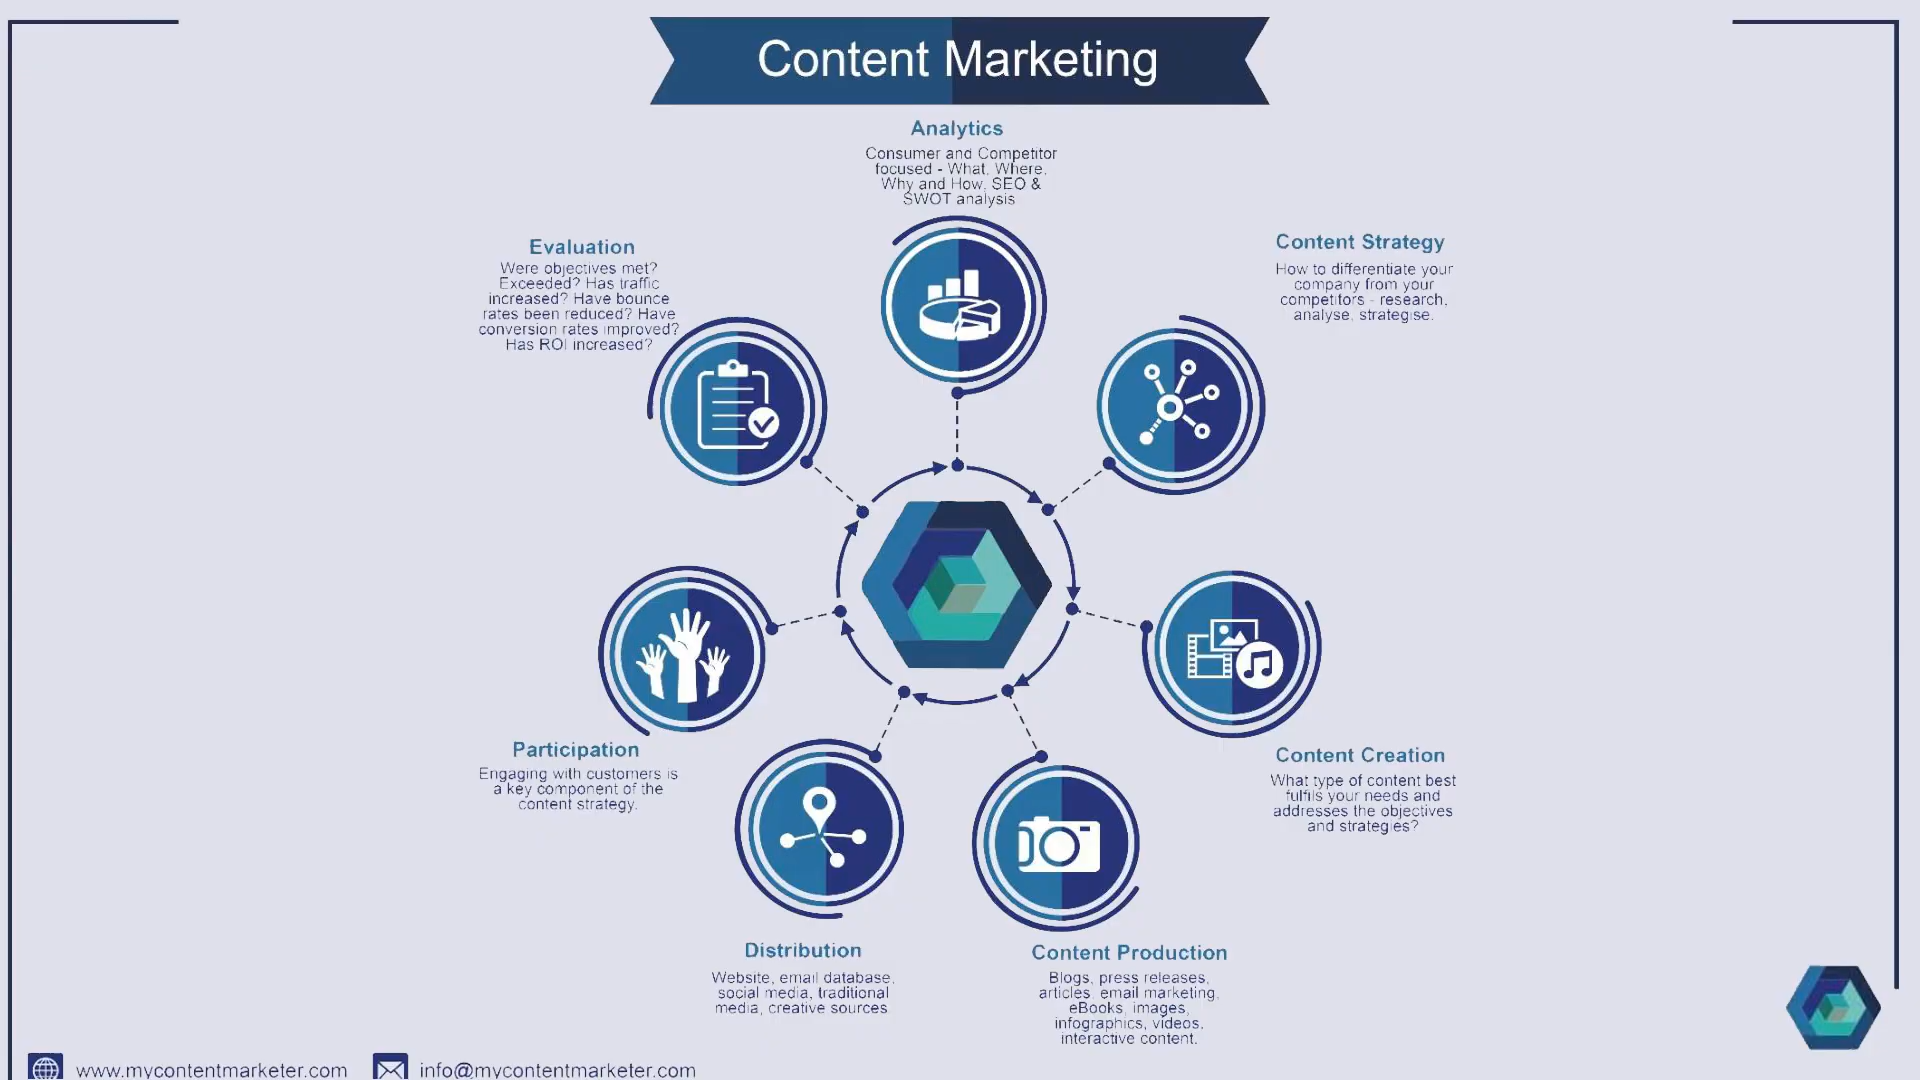 Content Marketing
Analytics
Consumer and Competitor
focused - What, Where,
Why and How, SEO &
SWOT analysis
Evaluation
Were objectives met?
Exceeded? Has traffic
increased? Have bounce
rates been reduced? Have
conversion rates improved?
Has ROI increased?
Content Strategy
How to differentiate your
company from your
competitors - research,
analyse, strategise.
Participation
Engaging with customers is
a key component of the
content strategy.
Content Creation
What type of content best
fulfils your needs and
addresses the objectives
and strategies?
Distribution
Website, email database,
social media, traditional
media, creative sources
Content Production
Blogs, press releases,
articles, email marketing,
eBooks, images,
infographics, videos,
interactive content.
www.mycontentmarketer.com
info@mycontentmarketer.com